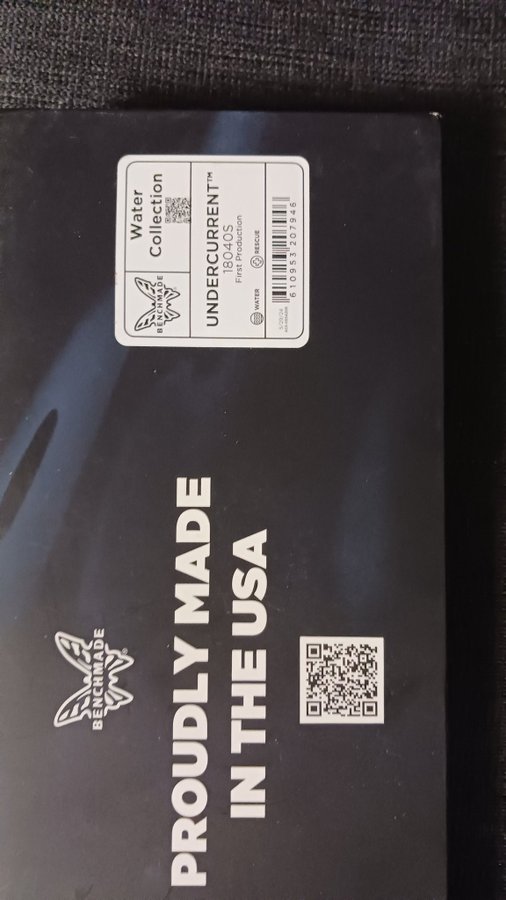 BENCHMADE
Water
Collection
UNDERCURRENT™
18040S
First Production
WATER
RESCUE
6 10953 20794 6
BENCHMADE®
PROUDLY MADE
IN THE USA